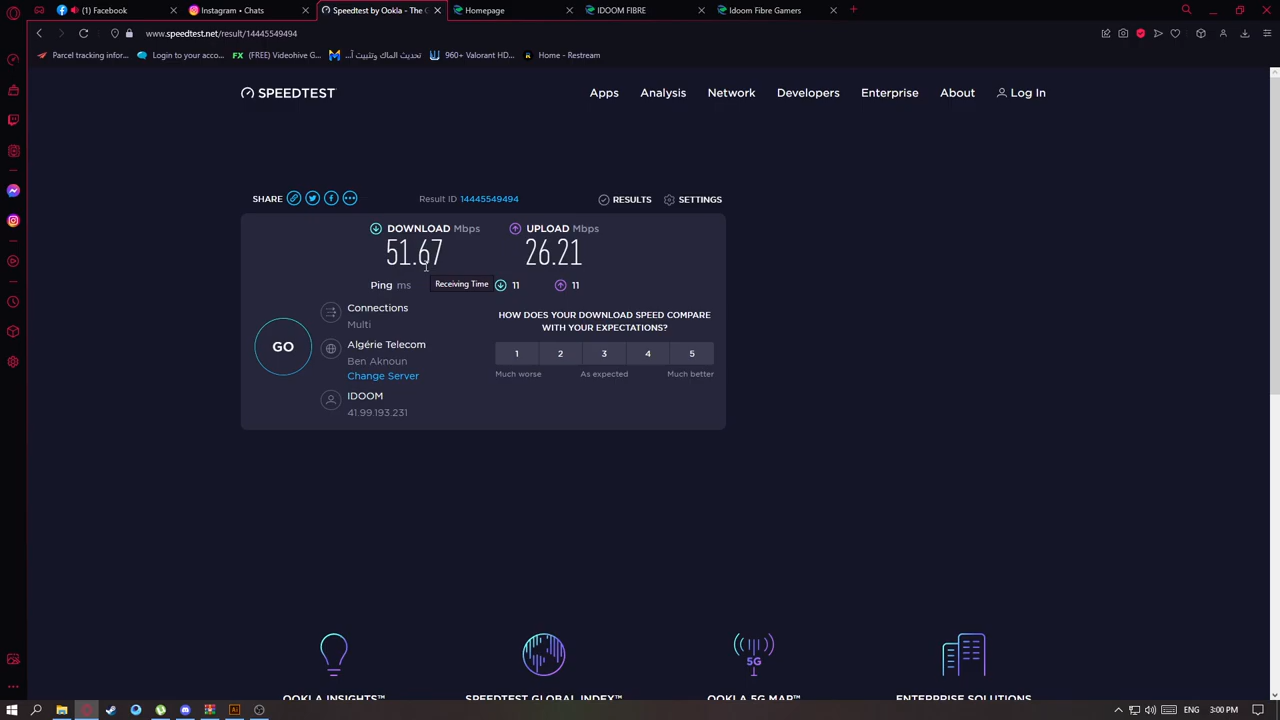 (1) Facebook
Instagram • Chats
Speedtest by Ookla - The G
Homepage
IDOOM FIBRE
Idoom Fibre Gamers
www.speedtest.net/result/14445549494
Parcel tracking infor...
Login to your acco...
FX (FREE) Videohive G...
تحديث الماك وتثبيت آ...
960+ Valorant HD...
Home - Restream
SPEEDTEST
Apps
Analysis
Network
Developers
Enterprise
About
Log In
SHARE
Result ID 14445549494
RESULTS
SETTINGS
DOWNLOAD Mbps
UPLOAD Mbps
51.67
26.21
Ping ms
Receiving Time
11
11
Connections
Multi
HOW DOES YOUR DOWNLOAD SPEED COMPARE
WITH YOUR EXPECTATIONS?
GO
Algérie Telecom
Ben Aknoun
Change Server
1 2 3 4 5
Much worse
As expected
Much better
IDOOM
41.99.193.231
5G
OOKLA INSIGHTS™
SPEEDTEST GLOBAL INDEX™
OOKLA 5G MAP™
ENTERPRISE SOLUTIONS
Ai
ENG
3:00 PM